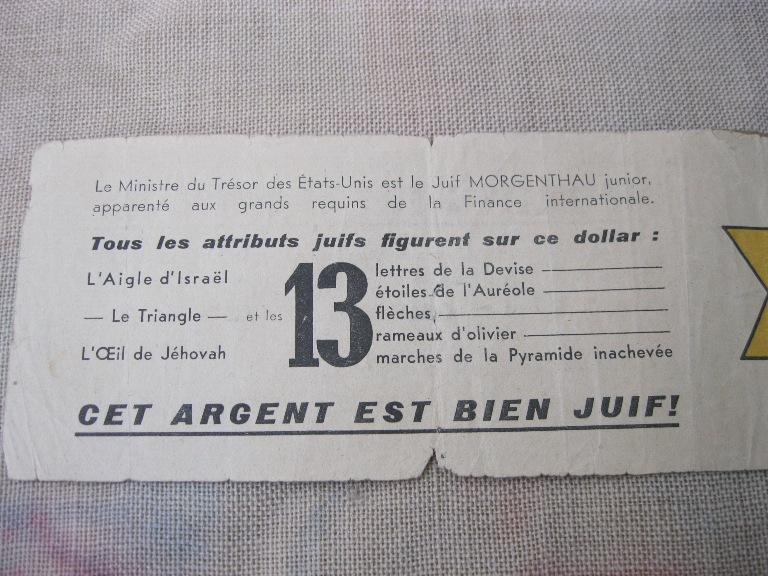 Le Ministre du Trésor des États-Unis est le Juif MORGENTHAU junior,
apparenté aux grands requins de la Finance internationale.
Tous les attributs juifs figurent sur ce dollar :
L'Aigle d'Israël
— Le Triangle — et les
L'Œil de Jéhovah
13
lettres de la Devise
étoiles de l'Auréole
flèches
rameaux d'olivier
marches de la Pyramide inachevée
CET ARGENT EST BIEN JUIF!